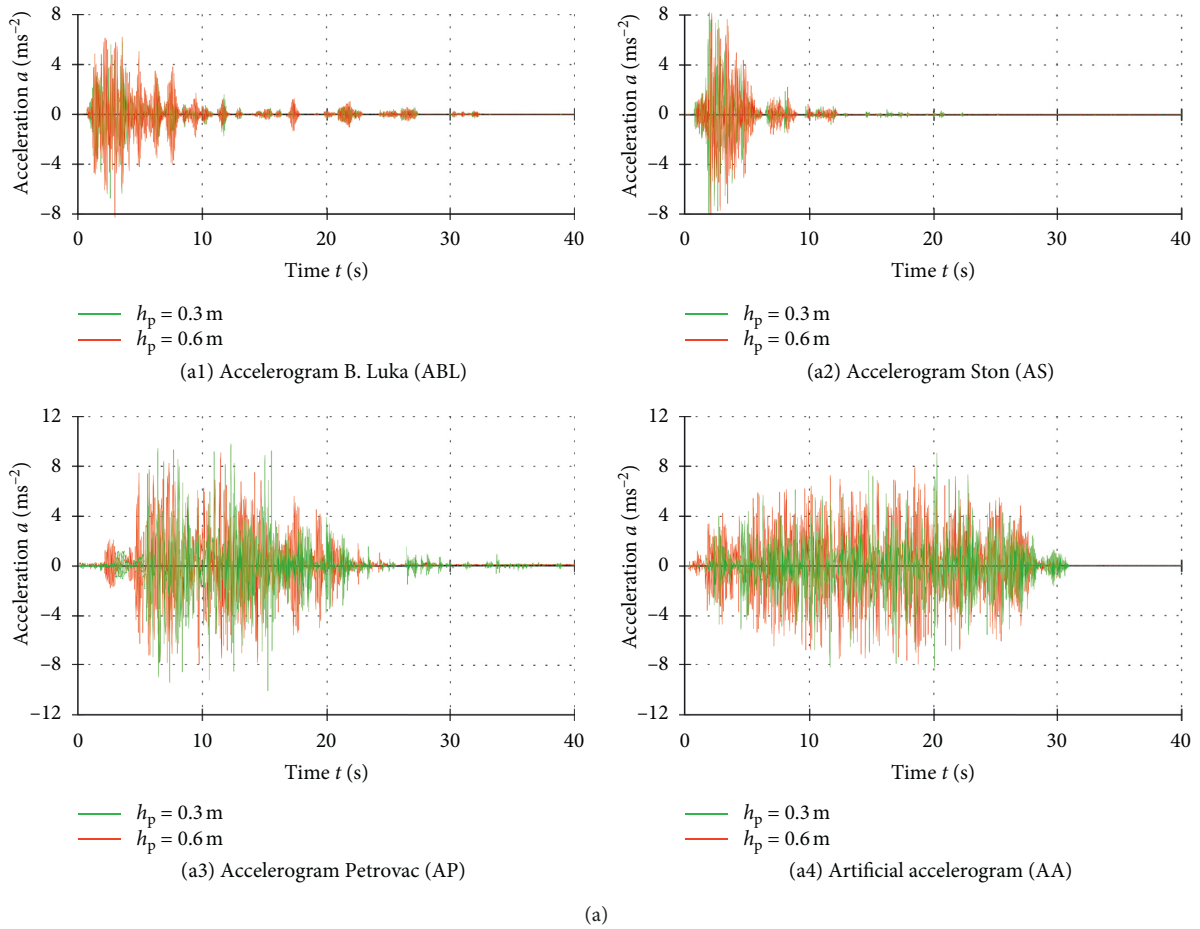 Acceleration a (ms⁻²)
8
4
0
−4
−8
0
10
20
30
40
Time t (s)
hp = 0.3 m
hp = 0.6 m
(a1) Accelerogram B. Luka (ABL)
Acceleration a (ms⁻²)
8
4
0
−4
−8
0
10
20
30
40
Time t (s)
hp = 0.3 m
hp = 0.6 m
(a2) Accelerogram Ston (AS)
Acceleration a (ms⁻²)
12
8
4
0
−4
−8
−12
0
10
20
30
40
Time t (s)
hp = 0.3 m
hp = 0.6 m
(a3) Accelerogram Petrovac (AP)
Acceleration a (ms⁻²)
12
8
4
0
−4
−8
−12
0
10
20
30
40
Time t (s)
hp = 0.3 m
hp = 0.6 m
(a4) Artificial accelerogram (AA)
(a)